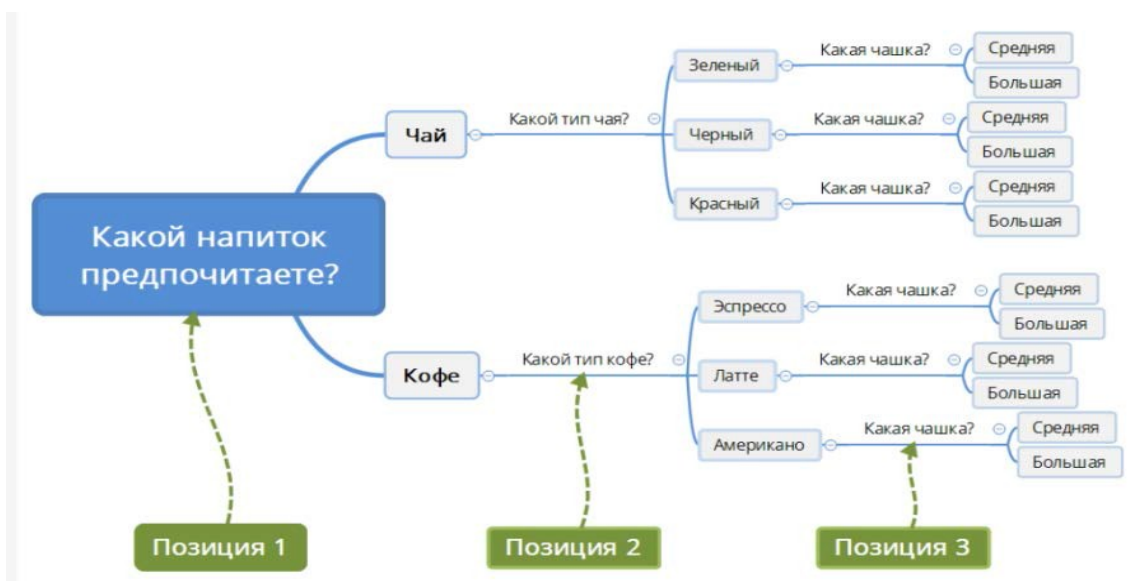 Какой напиток
предпочитаете?
Чай
Какой тип чая?
Зеленый
Какая чашка?
Средняя
Большая
Черный
Какая чашка?
Средняя
Большая
Красный
Какая чашка?
Средняя
Большая
Кофе
Какой тип кофе?
Эспрессо
Какая чашка?
Средняя
Большая
Латте
Какая чашка?
Средняя
Большая
Американо
Какая чашка?
Средняя
Большая
Позиция 1
Позиция 2
Позиция 3